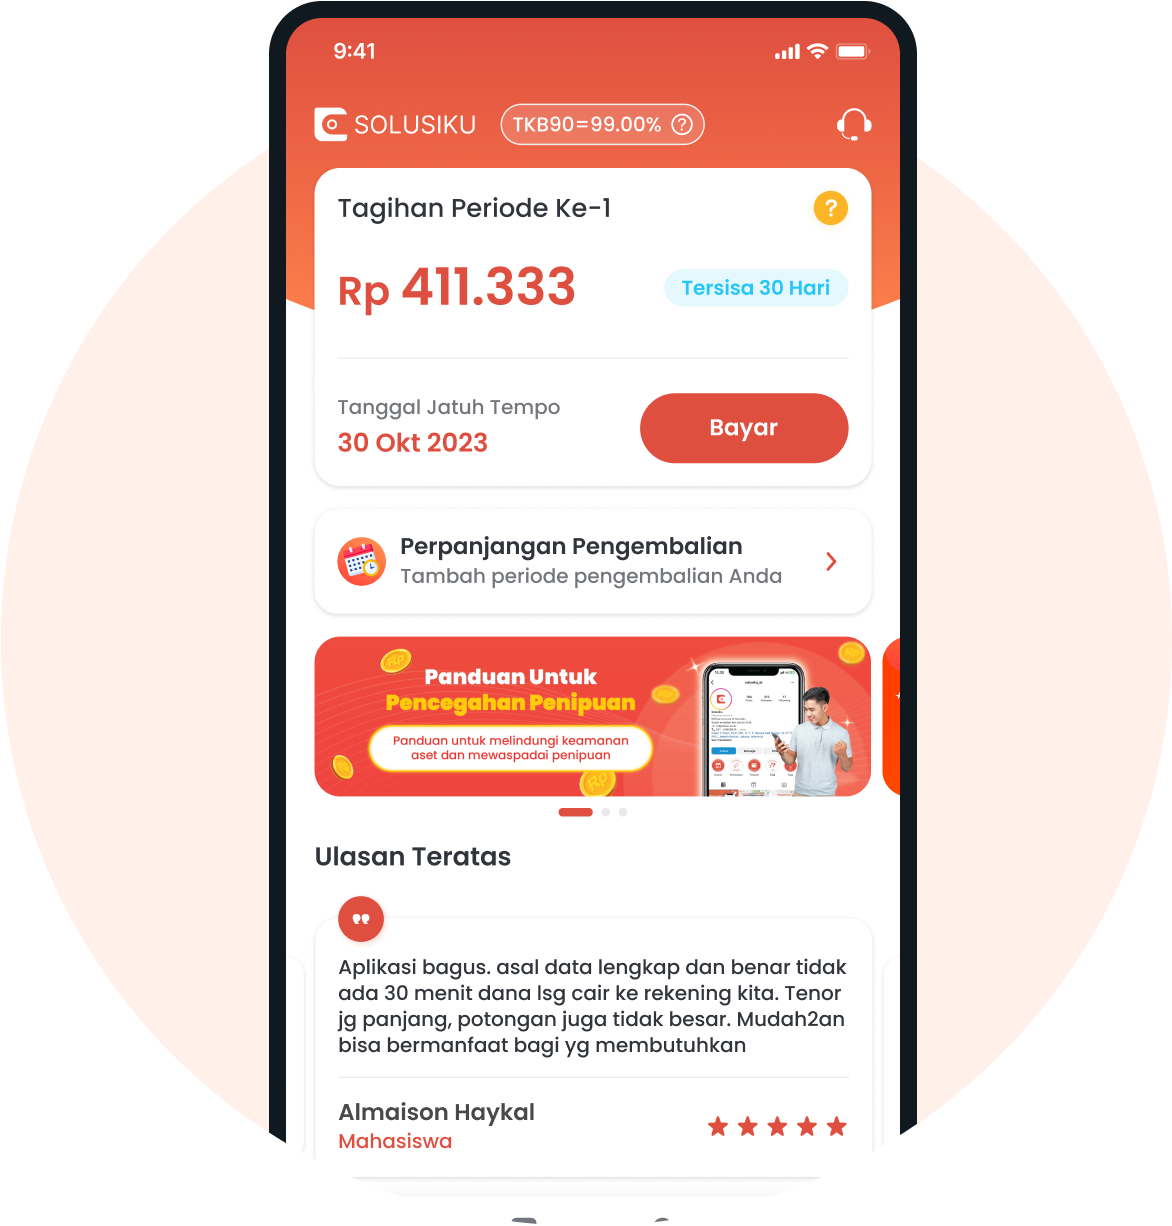 9:41
SOLUSIKU
TKB90=99.00% ?
Tagihan Periode Ke-1
?
Rp 411.333
Tersisa 30 Hari
Tanggal Jatuh Tempo
30 Okt 2023
Bayar
Perpanjangan Pengembalian
Tambah periode pengembalian Anda
Panduan Untuk
Pencegahan Penipuan
Panduan untuk melindungi keamanan
aset dan mewaspadai penipuan
Ulasan Teratas
Aplikasi bagus. asal data lengkap dan benar tidak
ada 30 menit dana lsg cair ke rekening kita. Tenor
jg panjang, potongan juga tidak besar. Mudah2an
bisa bermanfaat bagi yg membutuhkan
Almaison Haykal
Mahasiswa